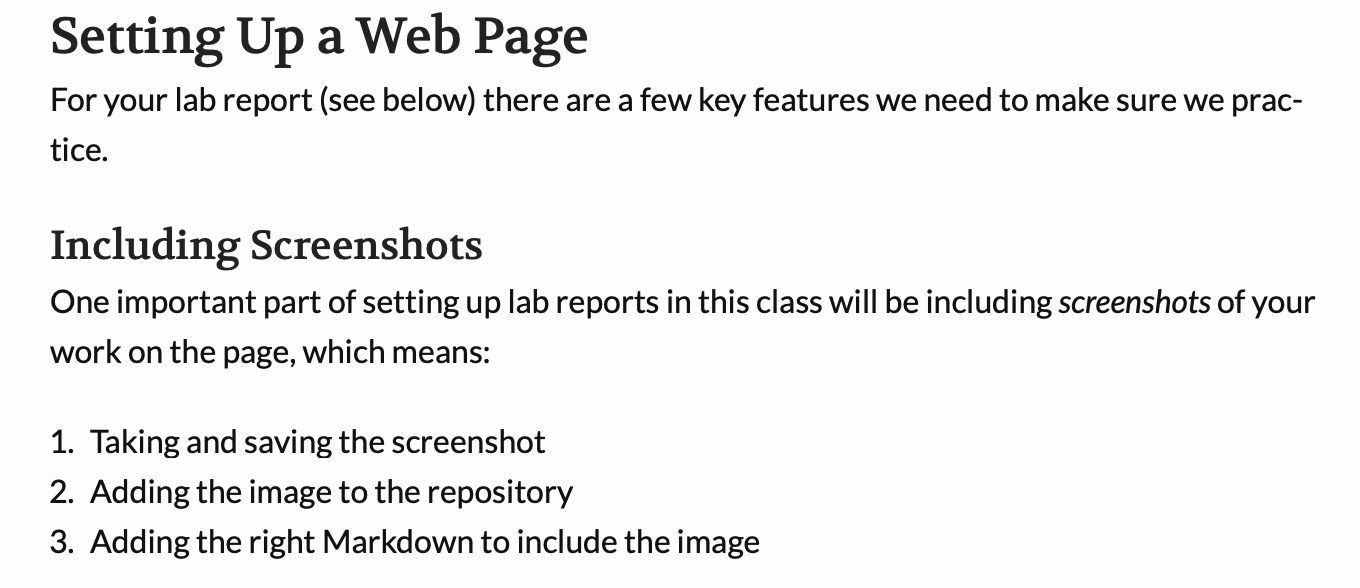 Setting Up a Web Page
For your lab report (see below) there are a few key features we need to make sure we prac-
tice.
Including Screenshots
One important part of setting up lab reports in this class will be including screenshots of your
work on the page, which means:
1. Taking and saving the screenshot
2. Adding the image to the repository
3. Adding the right Markdown to include the image